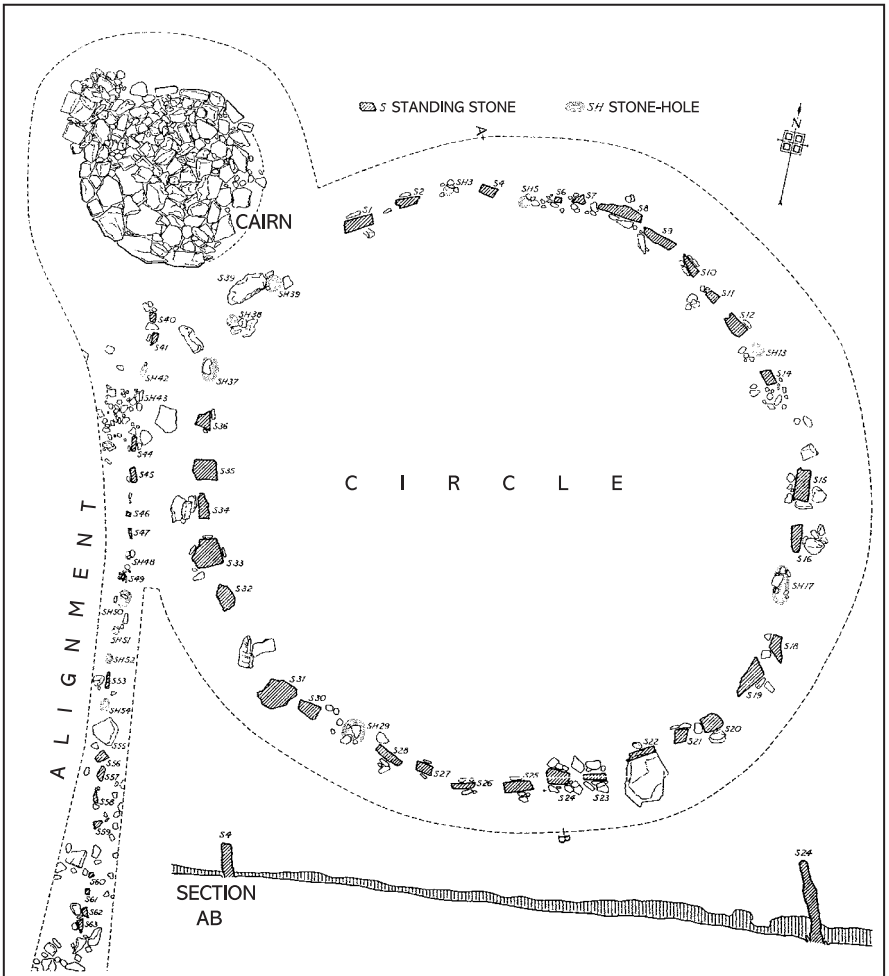 S STANDING STONE
SH STONE-HOLE
N
A
CAIRN
S1
S2
SH3
S4
SH5
S6
S7
S8
S9
S10
S11
S12
SH13
S14
S15
S16
SH17
S18
S19
S20
S21
S22
S23
S24
S25
S26
S27
S28
SH29
S30
S31
S32
S33
S34
S35
S36
SH37
SH38
S39
SH39
S40
S41
SH42
SH43
S44
S45
S46
S47
SH48
S49
SH50
SH51
SH52
S53
SH54
S55
S56
S57
S58
S59
S60
S61
S62
S63
CIRCLE
ALIGNMENT
B
S4
S24
SECTION
AB